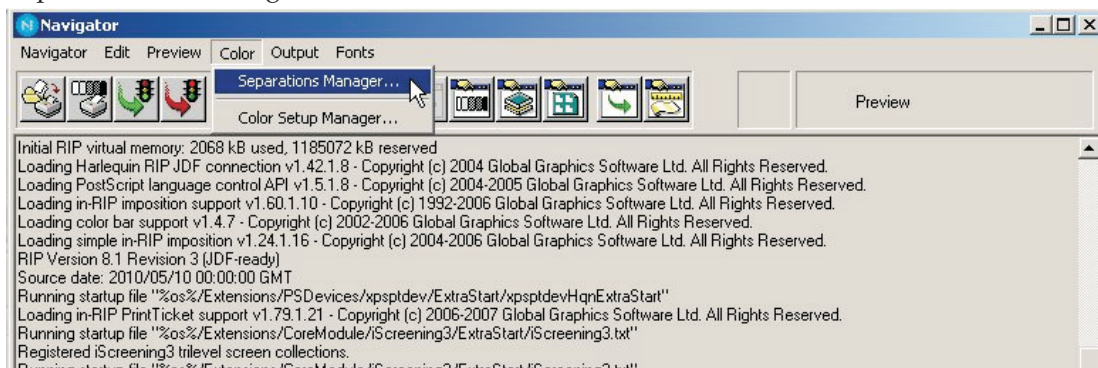 Navigator
Navigator Edit Preview Color Output Fonts
Separations Manager...
Color Setup Manager...
Preview
Initial RIP virtual memory: 2068 kB used, 1185072 kB reserved
Loading Harlequin RIP JDF connection v1.42.1.8 - Copyright (c) 2004 Global Graphics Software Ltd. All Rights Reserved.
Loading PostScript language control API v1.5.1.8 - Copyright (c) 2004-2005 Global Graphics Software Ltd. All Rights Reserved.
Loading in-RIP imposition support v1.60.1.10 - Copyright (c) 1992-2006 Global Graphics Software Ltd. All Rights Reserved.
Loading color bar support v1.4.7 - Copyright (c) 2002-2006 Global Graphics Software Ltd. All Rights Reserved.
Loading simple in-RIP imposition v1.24.1.16 - Copyright (c) 2004-2006 Global Graphics Software Ltd. All Rights Reserved.
RIP Version 8.1 Revision 3 (JDF-ready)
Source date: 2010/05/10 00:00:00 GMT
Running startup file "%os%/Extensions/PSDevices/xpsptdev/ExtraStart/xpsptdevHqnExtraStart"
Loading in-RIP PrintTicket support v1.79.1.21 - Copyright (c) 2006-2007 Global Graphics Software Ltd. All Rights Reserved.
Running startup file "%os%/Extensions/CoreModule/iScreening3/ExtraStart/iScreening3.txt"
Registered iScreening3 trilevel screen collections.